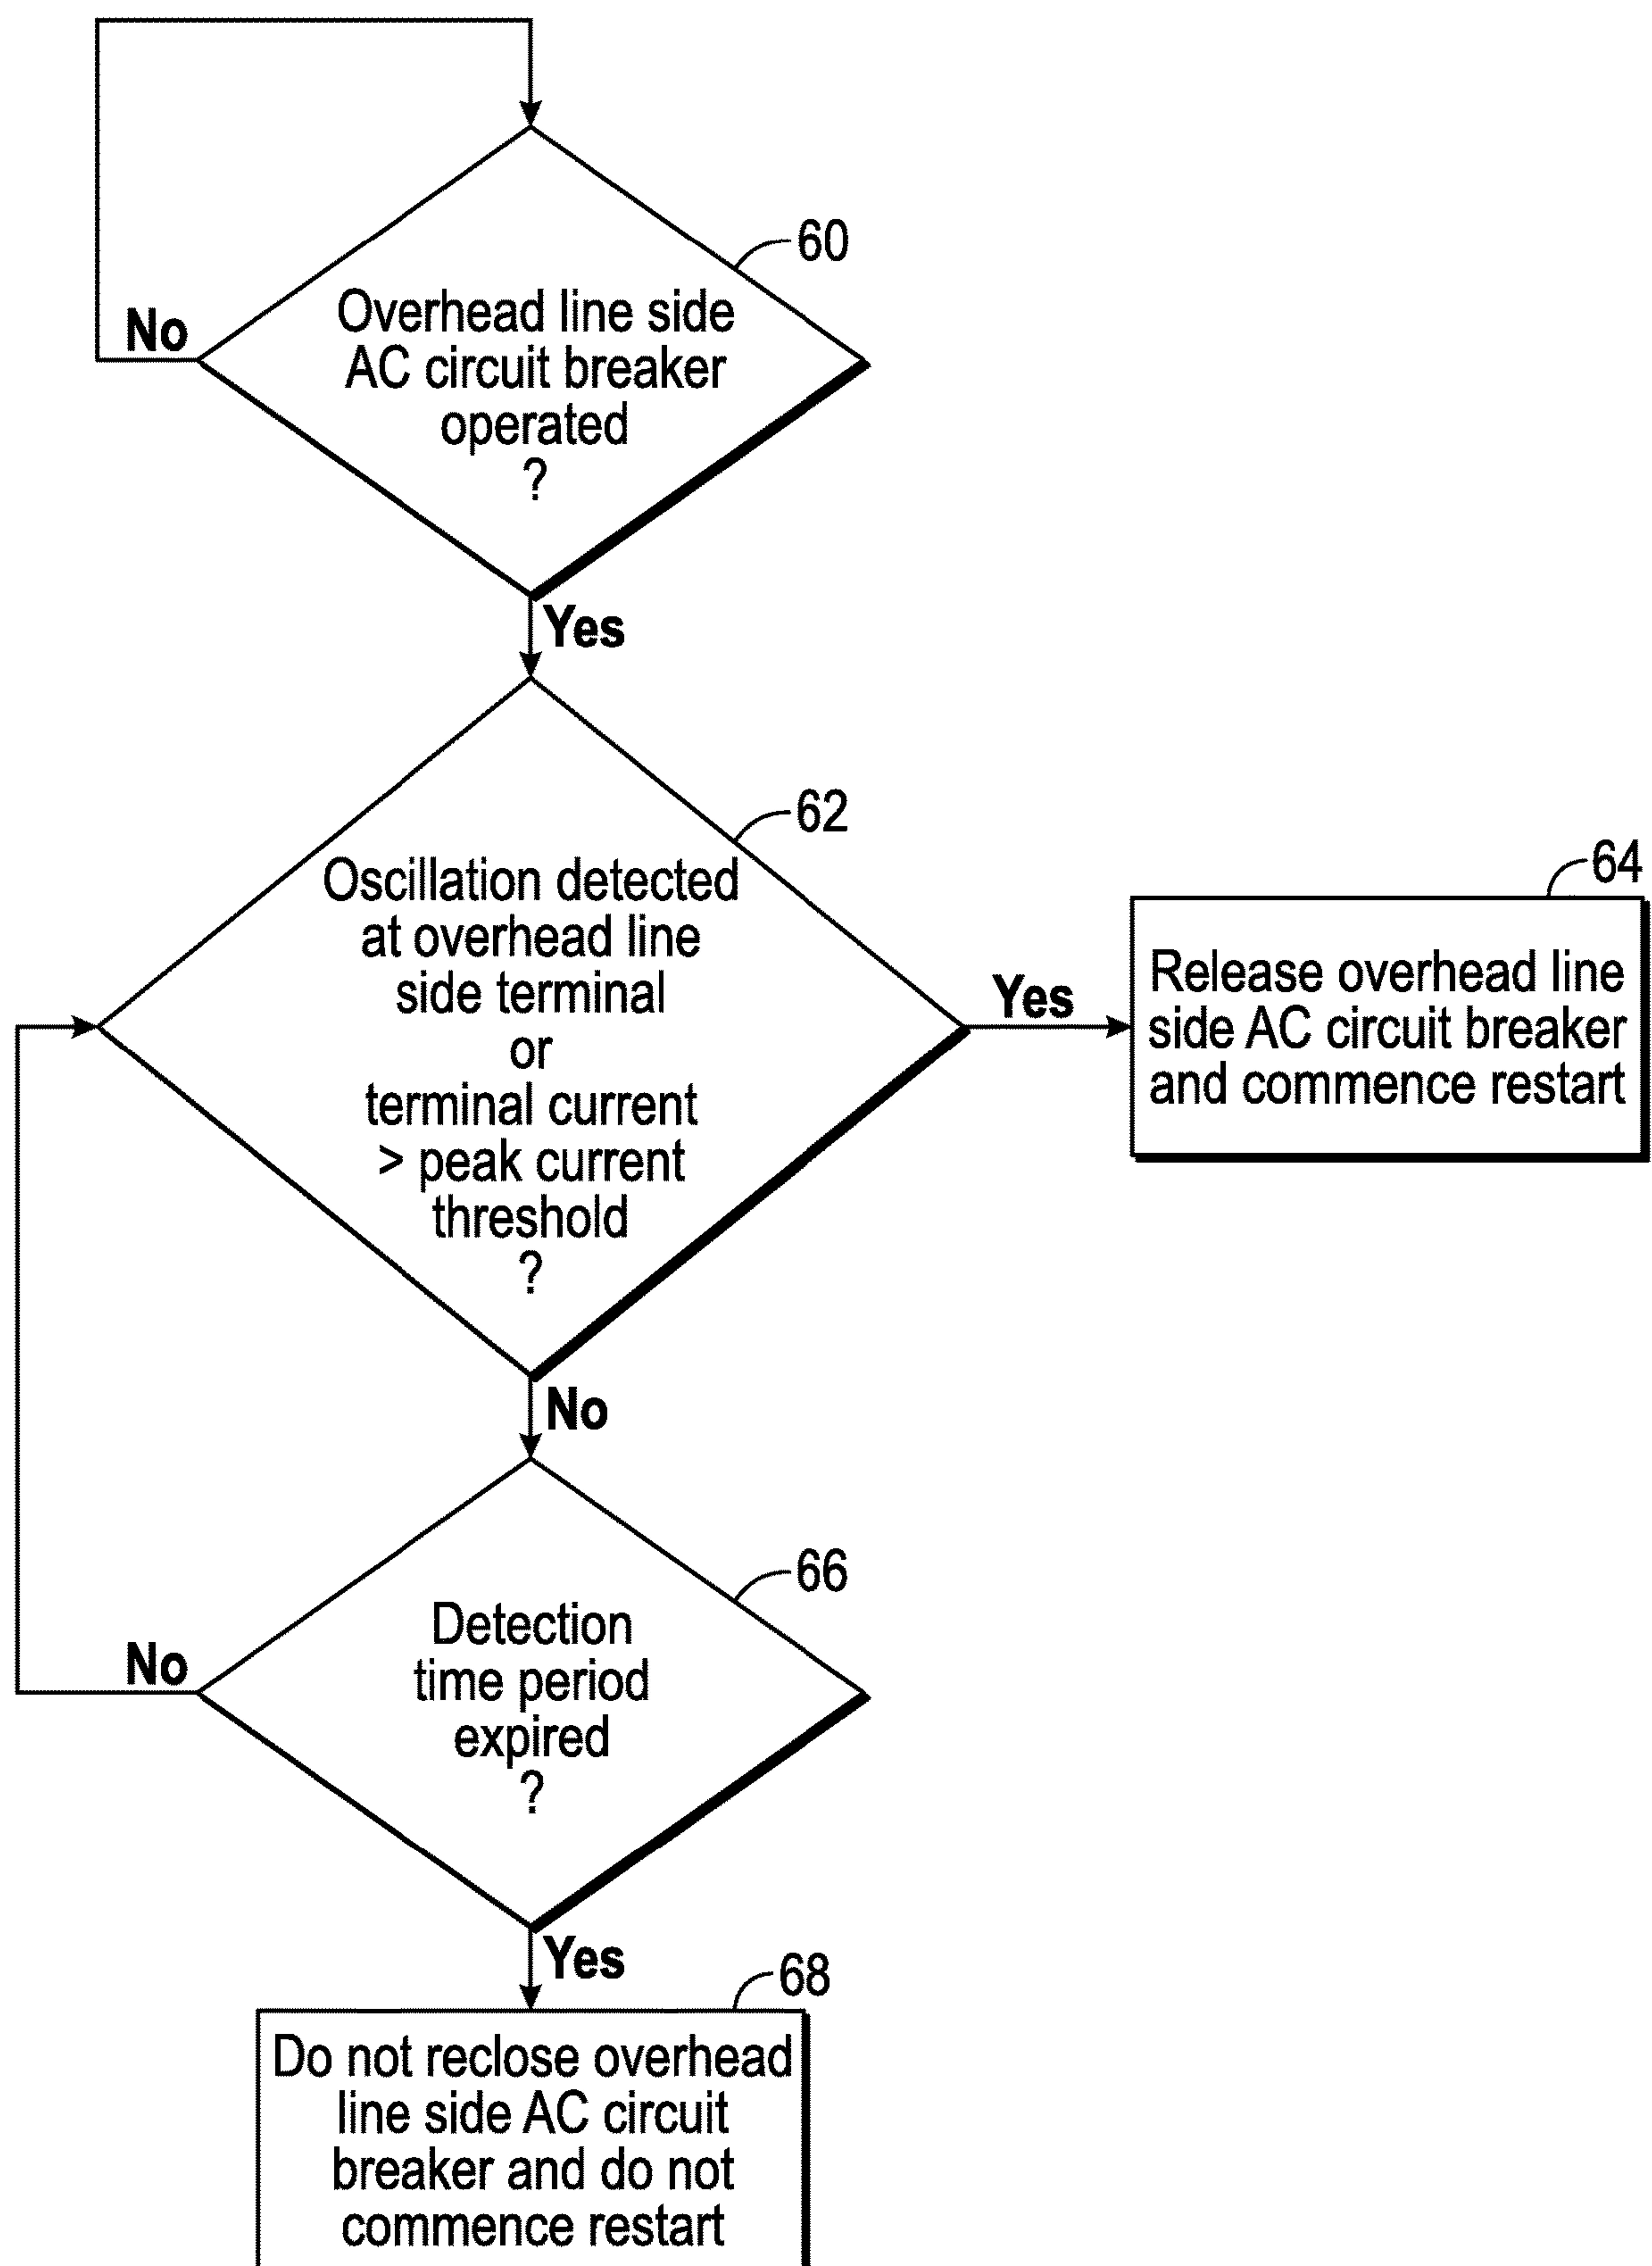 60
Overhead line side
AC circuit breaker
operated
?
No
Yes
62
Oscillation detected
at overhead line
side terminal
or
terminal current
> peak current
threshold
?
Yes
64
Release overhead line
side AC circuit breaker
and commence restart
No
66
Detection
time period
expired
?
No
Yes
68
Do not reclose overhead
line side AC circuit
breaker and do not
commence restart